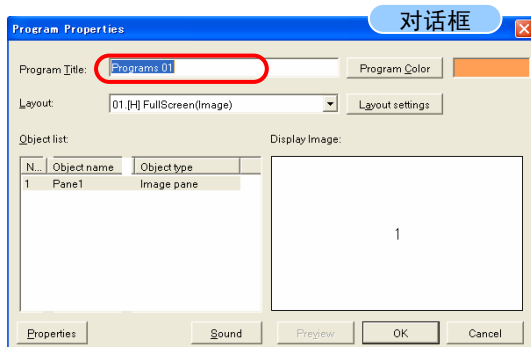 对话框
Program Properties
Program Title: Programs 01 Program Color
Layout: 01.[H] FullScreen(Image) Layout settings
Object list: Display Image:
N... Object name Object type
1 Pane1 Image pane
1
Properties Sound Preview OK Cancel